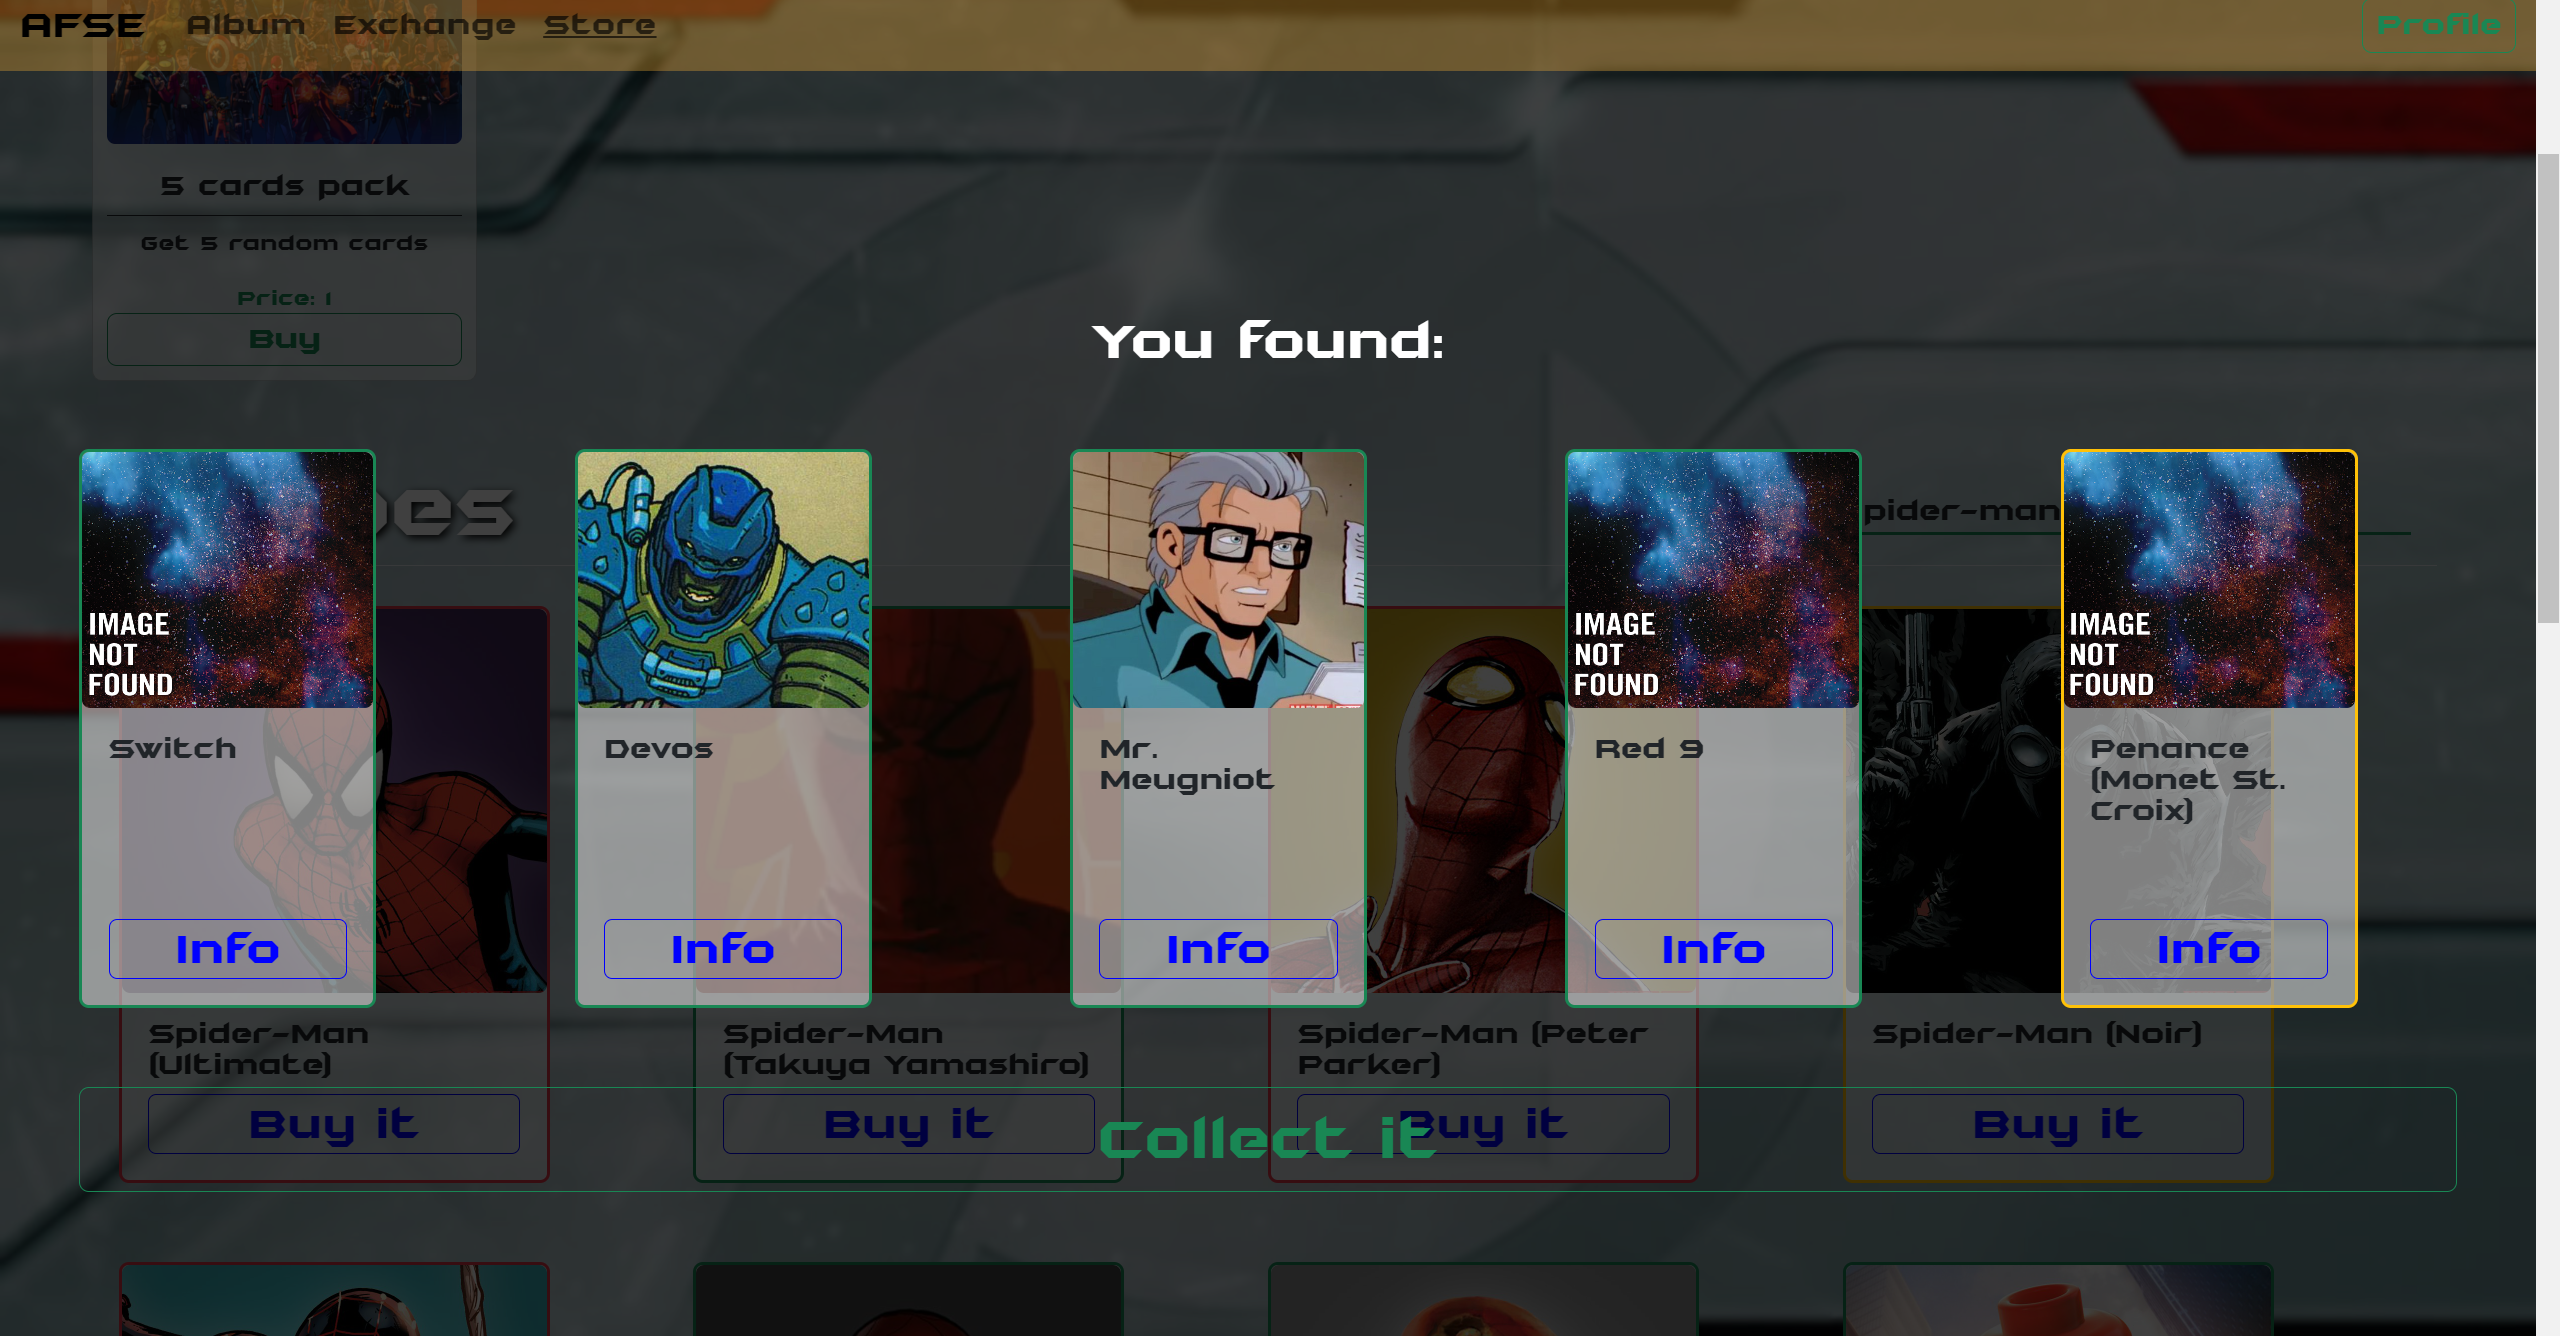 AFSE Album Exchange Store Profile
5 cards pack
Get 5 random cards
Price: 1
Buy
You found:
pider-man
IMAGE
NOT
FOUND
Switch
Info
Devos
Info
Mr.
Meugniot
Info
IMAGE
NOT
FOUND
Red 9
Info
IMAGE
NOT
FOUND
Penance
(Monet St.
Croix)
Info
Spider-Man
(Ultimate)
Buy it
Spider-Man
(Takuya Yamashiro)
Buy it
Spider-Man (Peter
Parker)
Buy it
Spider-Man (Noir)
Buy it
Collect it